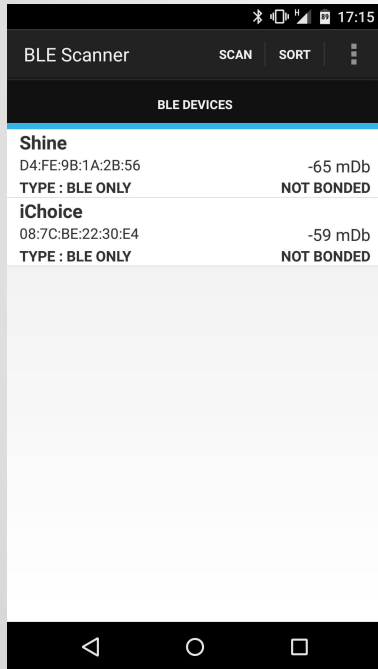 H 89 17:15
BLE Scanner SCAN SORT
BLE DEVICES
Shine
D4:FE:9B:1A:2B:56 -65 mDb
TYPE : BLE ONLY NOT BONDED
iChoice
08:7C:BE:22:30:E4 -59 mDb
TYPE : BLE ONLY NOT BONDED